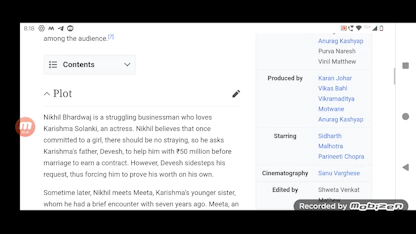 8:18
among the audience.[7]
Contents
Plot
Nikhil Bhardwaj is a struggling businessman who loves
Karishma Solanki, an actress. Nikhil believes that once
committed to a girl, there should be no straying, so he asks
Karishma's father, Devesh, to help him with ₹50 million before
marriage to earn a contract. However, Devesh sidesteps his
request, thus forcing him to prove his worth on his own.
Sometime later, Nikhil meets Meeta, Karishma's younger sister,
whom he had a brief encounter with seven years ago. Meeta, an
Anurag Kashyap
Purva Naresh
Vinil Matthew
Produced by
Karan Johar
Vikas Bahl
Vikramaditya
Motwane
Anurag Kashyap
Starring
Sidharth
Malhotra
Parineeti Chopra
Cinematography
Sanu Varghese
Edited by
Shweta Venkat
Recorded by
Mobizen